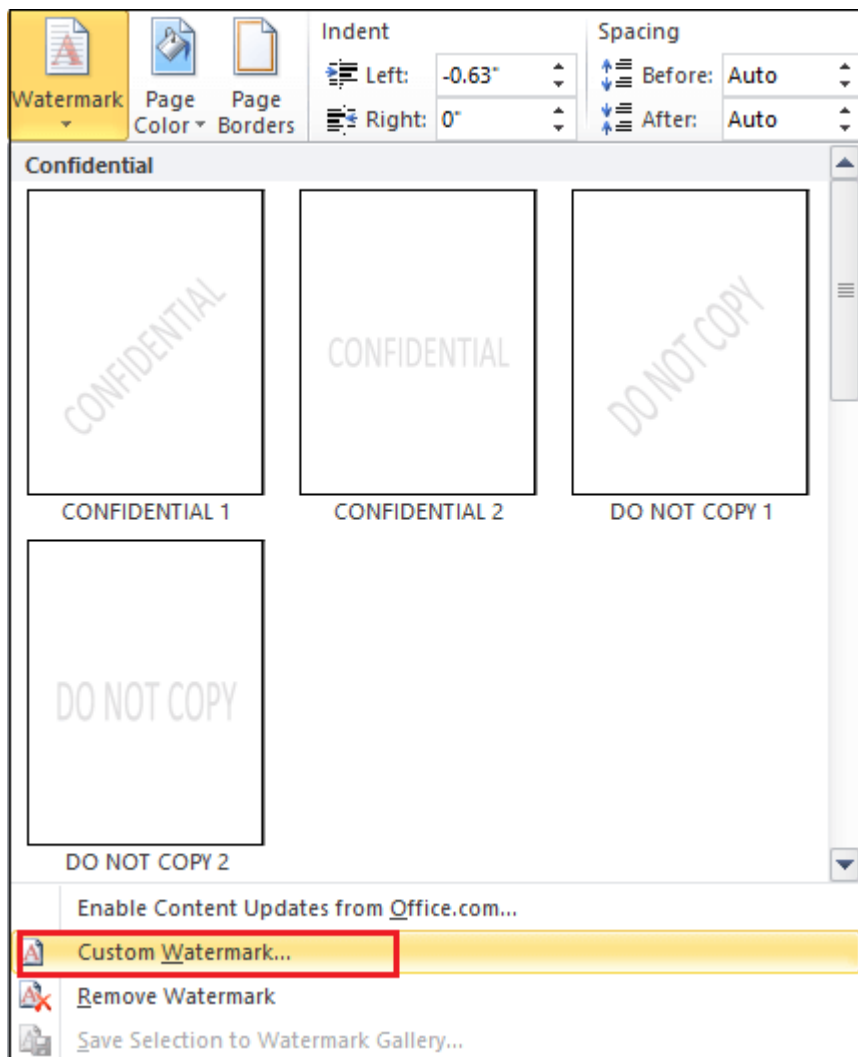 Watermark
Page Color
Page Borders
Indent
Left: -0.63"
Right: 0"
Spacing
Before: Auto
After: Auto
Confidential
CONFIDENTIAL
CONFIDENTIAL
DO NOT COPY
CONFIDENTIAL 1
CONFIDENTIAL 2
DO NOT COPY 1
DO NOT COPY
DO NOT COPY 2
Enable Content Updates from Office.com...
Custom Watermark...
Remove Watermark
Save Selection to Watermark Gallery...